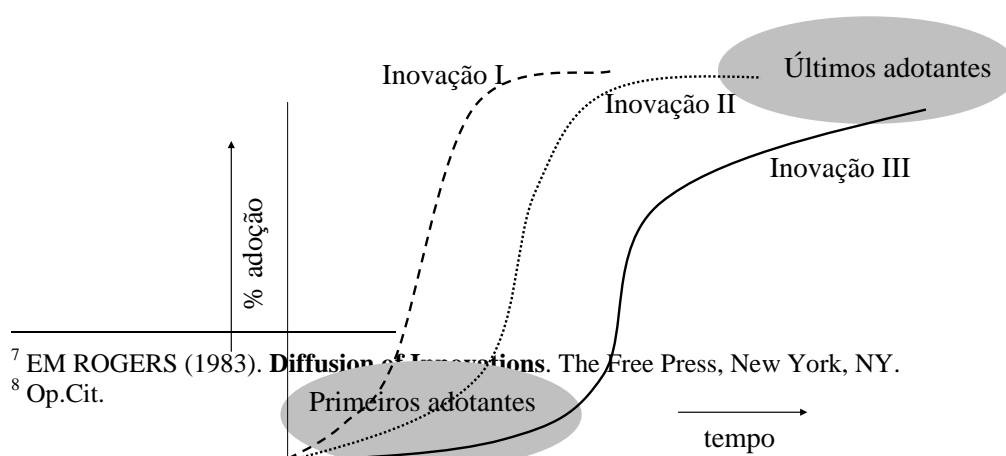 Inovação I
Últimos adotantes
Inovação II
Inovação III
% adoção
⁷ EM ROGERS (1983). Diffusion of Innovations. The Free Press, New York, NY.
⁸ Op.Cit.
Primeiros adotantes
tempo